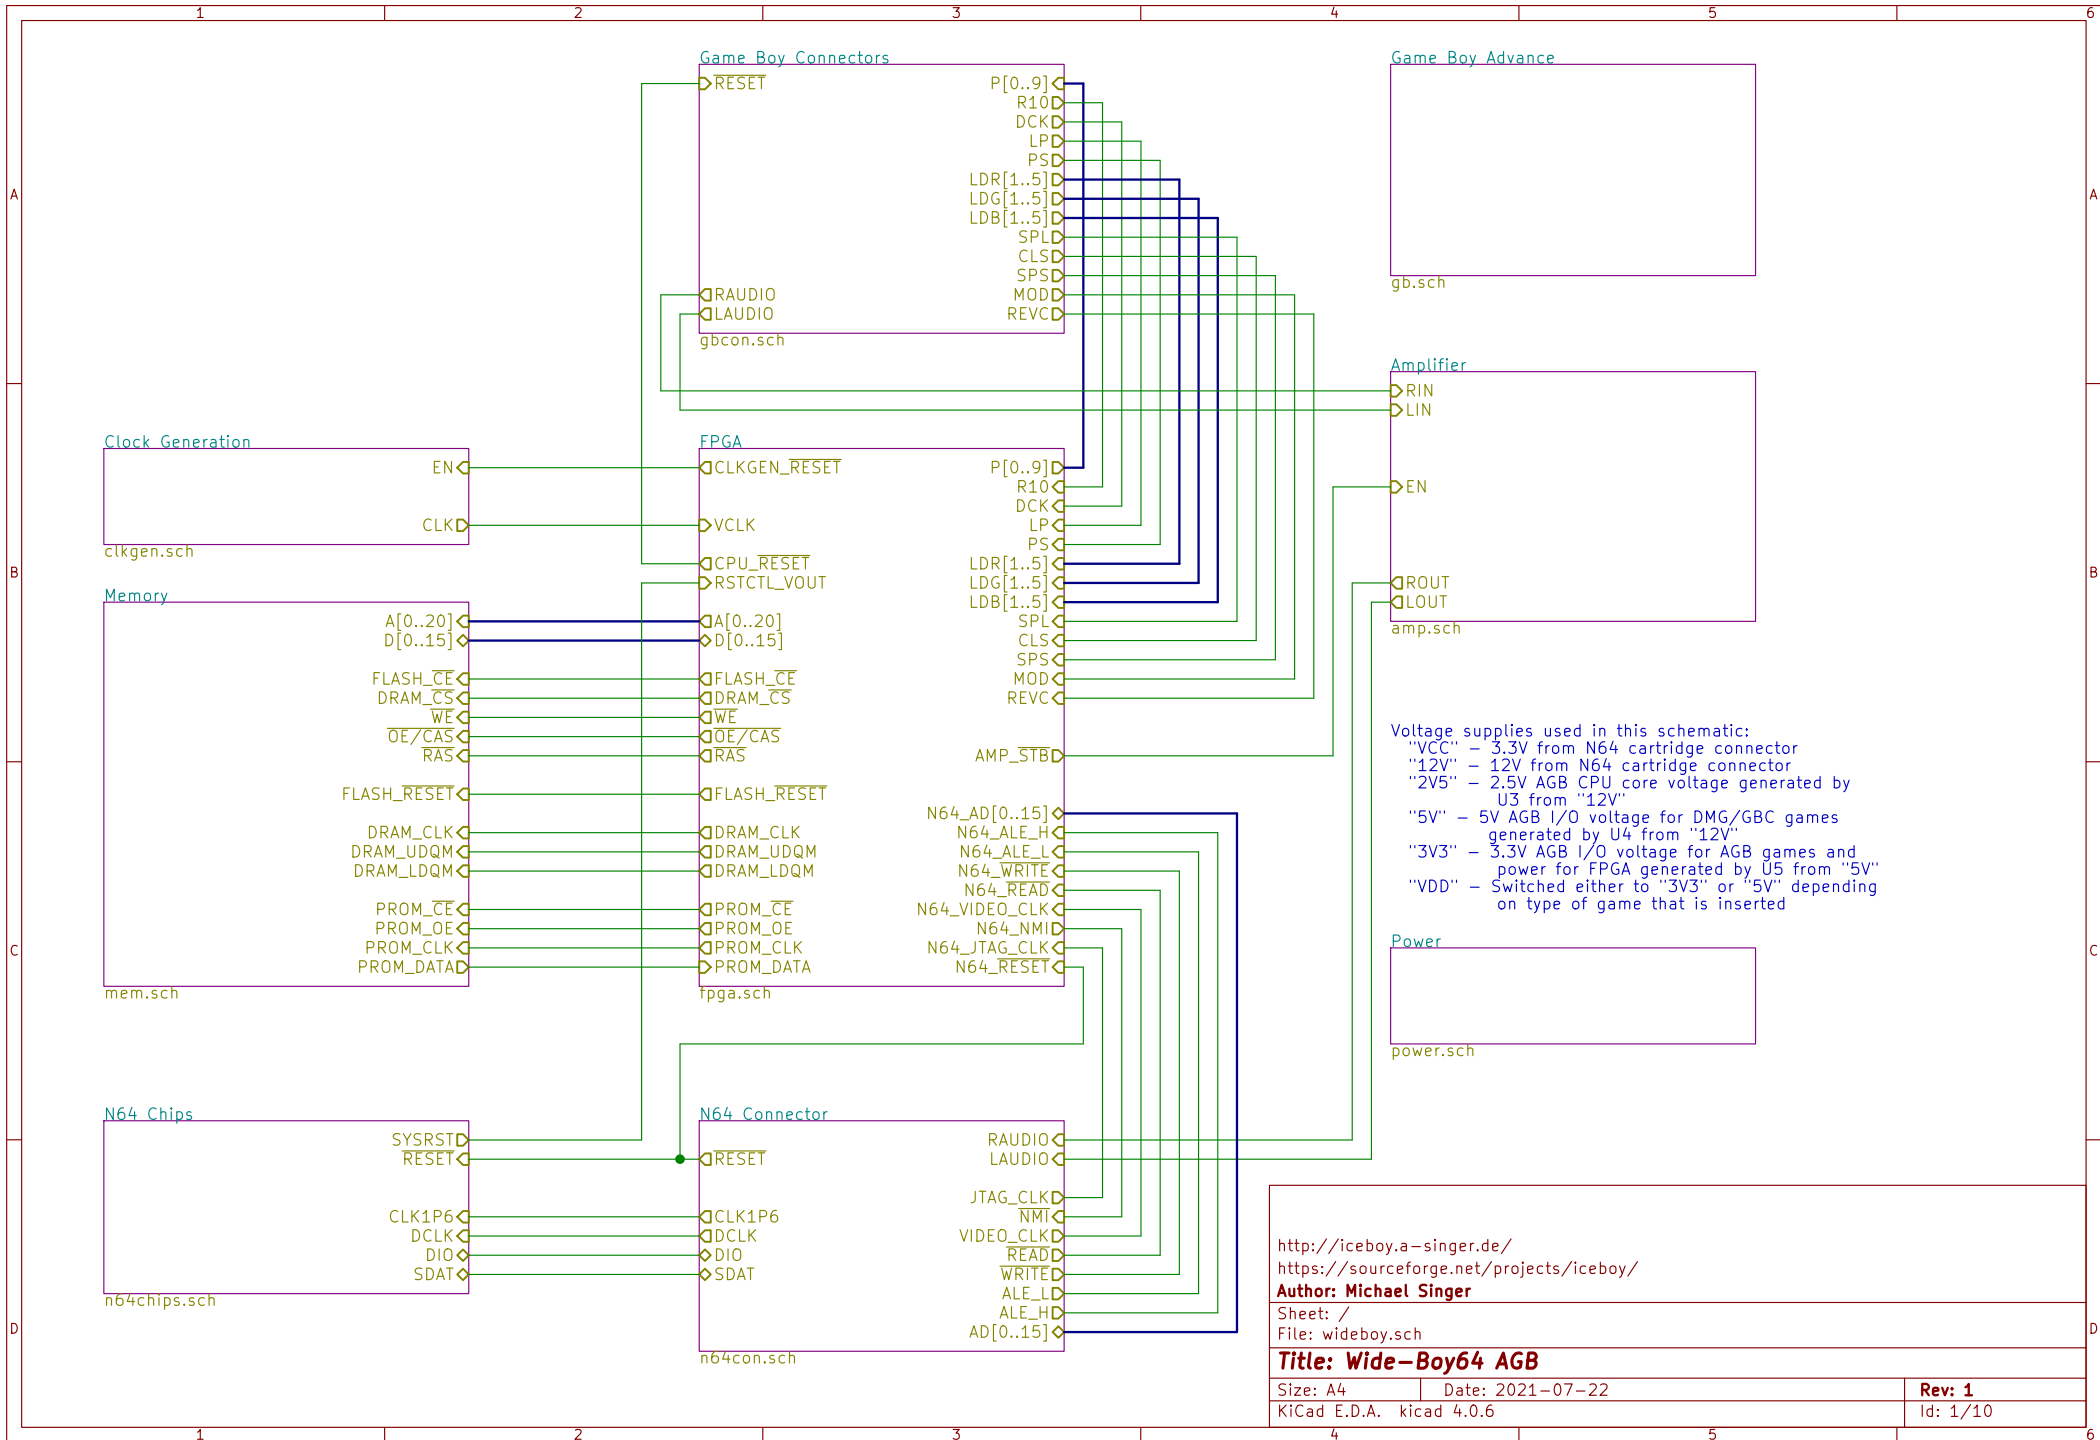 1 2 3 4 5 6
A
B
C
D
Game Boy Connectors
RESET
RAUDIO
LAUDIO
P[0..9]
R10
DCK
LP
PS
LDR[1..5]
LDG[1..5]
LDB[1..5]
SPL
CLS
SPS
MOD
REVC
gbcon.sch
Game Boy Advance
gb.sch
Amplifier
RIN
LIN
EN
ROUT
LOUT
amp.sch
Clock Generation
EN
CLK
clkgen.sch
Memory
A[0..20]
D[0..15]
FLASH_CE
DRAM_CS
WE
OE/CAS
RAS
FLASH_RESET
DRAM_CLK
DRAM_UDQM
DRAM_LDQM
PROM_CE
PROM_OE
PROM_CLK
PROM_DATA
mem.sch
FPGA
CLKGEN_RESET
VCLK
CPU_RESET
RSTCTL_VOUT
A[0..20]
D[0..15]
FLASH_CE
DRAM_CS
WE
OE/CAS
RAS
FLASH_RESET
DRAM_CLK
DRAM_UDQM
DRAM_LDQM
PROM_CE
PROM_OE
PROM_CLK
PROM_DATA
P[0..9]
R10
DCK
LP
PS
LDR[1..5]
LDG[1..5]
LDB[1..5]
SPL
CLS
SPS
MOD
REVC
AMP_STB
N64_AD[0..15]
N64_ALE_H
N64_ALE_L
N64_WRITE
N64_READ
N64_VIDEO_CLK
N64_NMI
N64_JTAG_CLK
N64_RESET
fpga.sch
Voltage supplies used in this schematic:
"VCC" – 3.3V from N64 cartridge connector
"12V" – 12V from N64 cartridge connector
"2V5" – 2.5V AGB CPU core voltage generated by
U3 from "12V"
"5V" – 5V AGB I/O voltage for DMG/GBC games
generated by U4 from "12V"
"3V3" – 3.3V AGB I/O voltage for AGB games and
power for FPGA generated by U5 from "5V"
"VDD" – Switched either to "3V3" or "5V" depending
on type of game that is inserted
Power
power.sch
N64 Chips
SYSRST
RESET
CLK1P6
DCLK
DIO
SDAT
n64chips.sch
N64 Connector
RESET
CLK1P6
DCLK
DIO
SDAT
RAUDIO
LAUDIO
JTAG_CLK
NMI
VIDEO_CLK
READ
WRITE
ALE_L
ALE_H
AD[0..15]
n64con.sch
http://iceboy.a-singer.de/
https://sourceforge.net/projects/iceboy/
Author: Michael Singer
Sheet: /
File: wideboy.sch
Title: Wide-Boy64 AGB
Size: A4 Date: 2021-07-22 Rev: 1
KiCad E.D.A. kicad 4.0.6 Id: 1/10
A
B
C
D
1 2 3 4 5 6